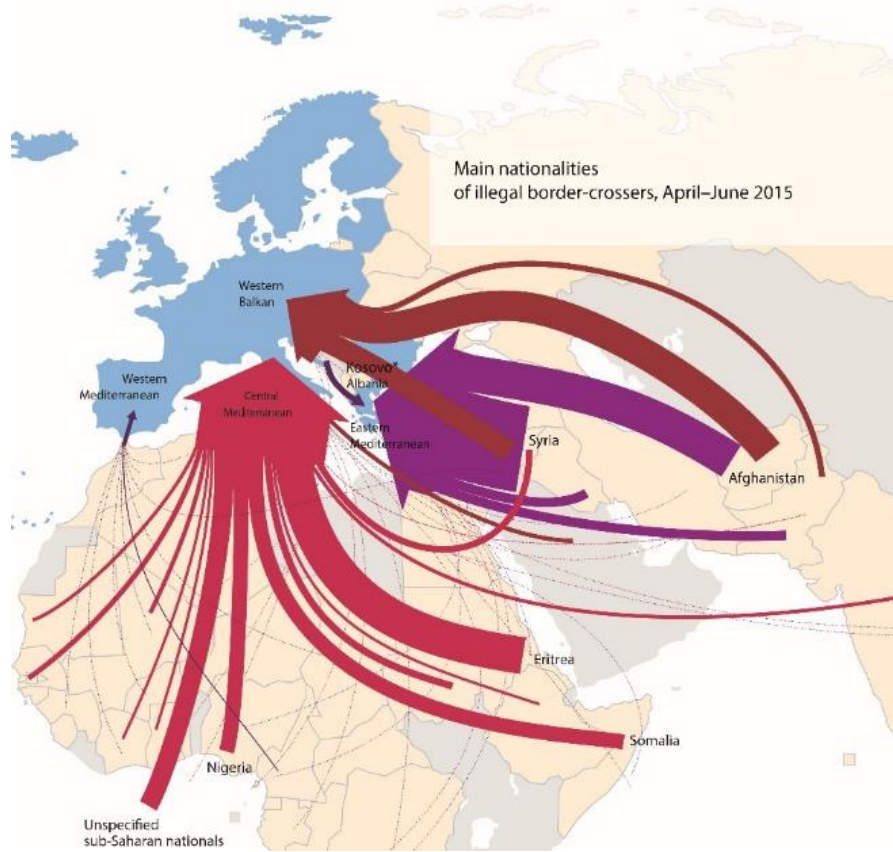 Main nationalities
of illegal border-crossers, April–June 2015
Western
Balkan
Western
Mediterranean
Central
Mediterranean
Kosovo*
Albania
Eastern
Mediterranean
Syria
Afghanistan
Eritrea
Somalia
Nigeria
Unspecified
sub-Saharan nationals